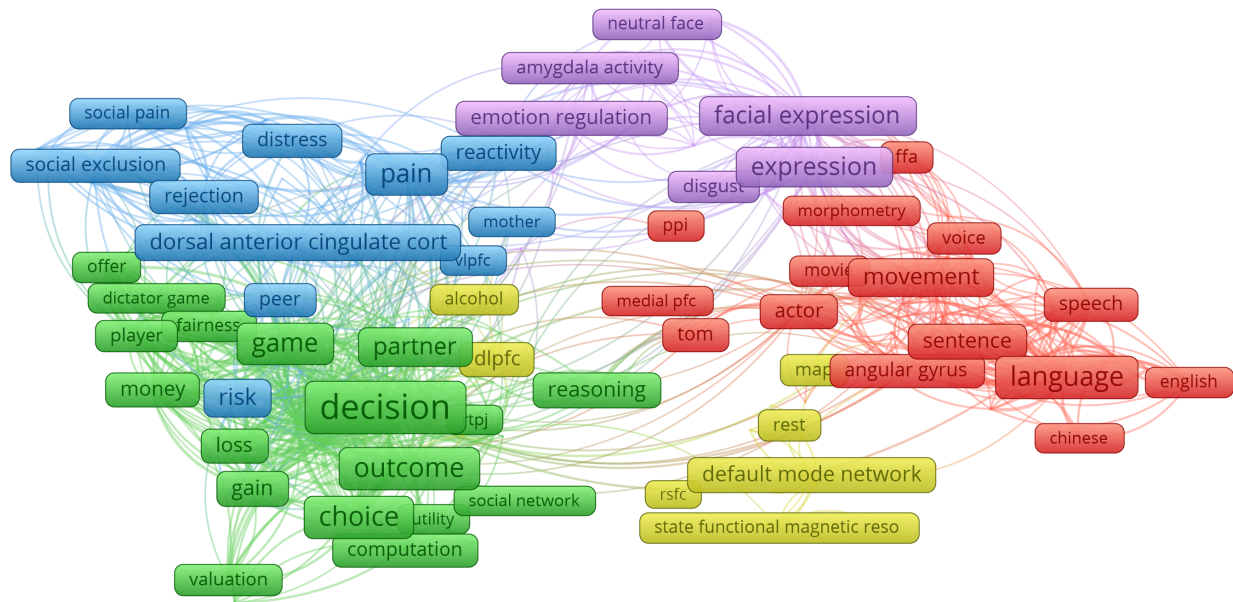 neutral face
amygdala activity
social pain
emotion regulation
facial expression
distress
reactivity
ffa
social exclusion
pain
expression
rejection
disgust
mother
ppi
morphometry
dorsal anterior cingulate cort
voice
vlpfc
offer
movie
movement
dictator game
peer
alcohol
medial pfc
actor
speech
player
fairness
game
partner
tom
sentence
dlpfc
map
angular gyrus
language
english
money
risk
reasoning
decision
rtpj
rest
chinese
loss
outcome
default mode network
gain
rsfc
social network
choice
utility
state functional magnetic reso
computation
valuation